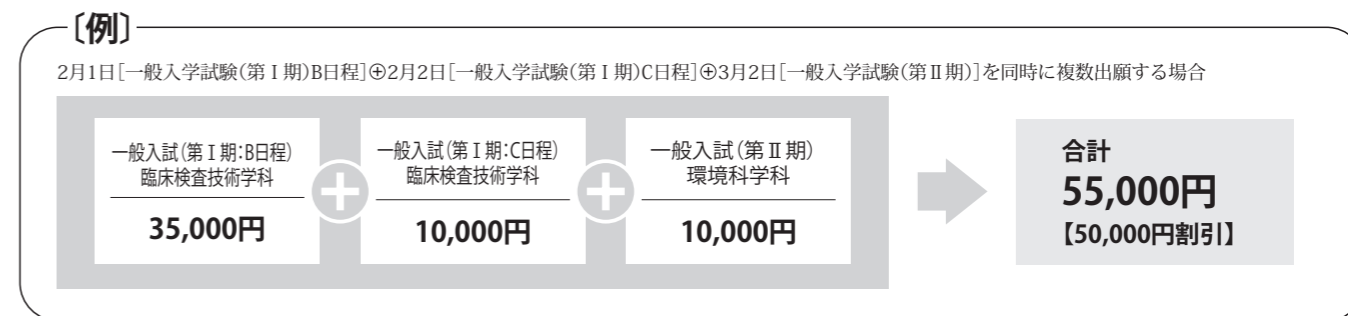 〔例〕
2月1日[一般入学試験(第Ⅰ期)B日程]⊕2月2日[一般入学試験(第Ⅰ期)C日程]⊕3月2日[一般入学試験(第Ⅱ期)]を同時に複数出願する場合
一般入試(第Ⅰ期:B日程)
臨床検査技術学科
35,000円
+
一般入試(第Ⅰ期:C日程)
臨床検査技術学科
10,000円
+
一般入試(第Ⅱ期)
環境科学科
10,000円
合計
55,000円
【50,000円割引】